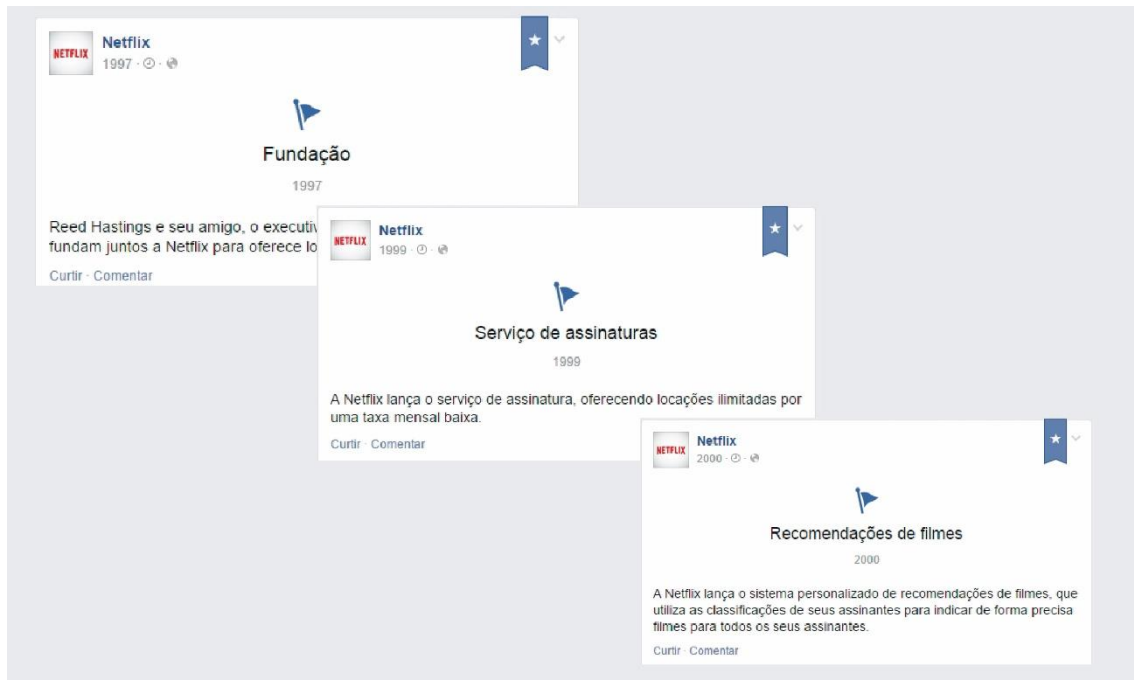 NETFLIX
Netflix
1997
Fundação
1997
Reed Hastings e seu amigo, o executiv
fundam juntos a Netflix para oferece lo
Curtir · Comentar
NETFLIX
Netflix
1999
Serviço de assinaturas
1999
A Netflix lança o serviço de assinatura, oferecendo locações ilimitadas por
uma taxa mensal baixa.
Curtir · Comentar
NETFLIX
Netflix
2000
Recomendações de filmes
2000
A Netflix lança o sistema personalizado de recomendações de filmes, que
utiliza as classificações de seus assinantes para indicar de forma precisa
filmes para todos os seus assinantes.
Curtir · Comentar